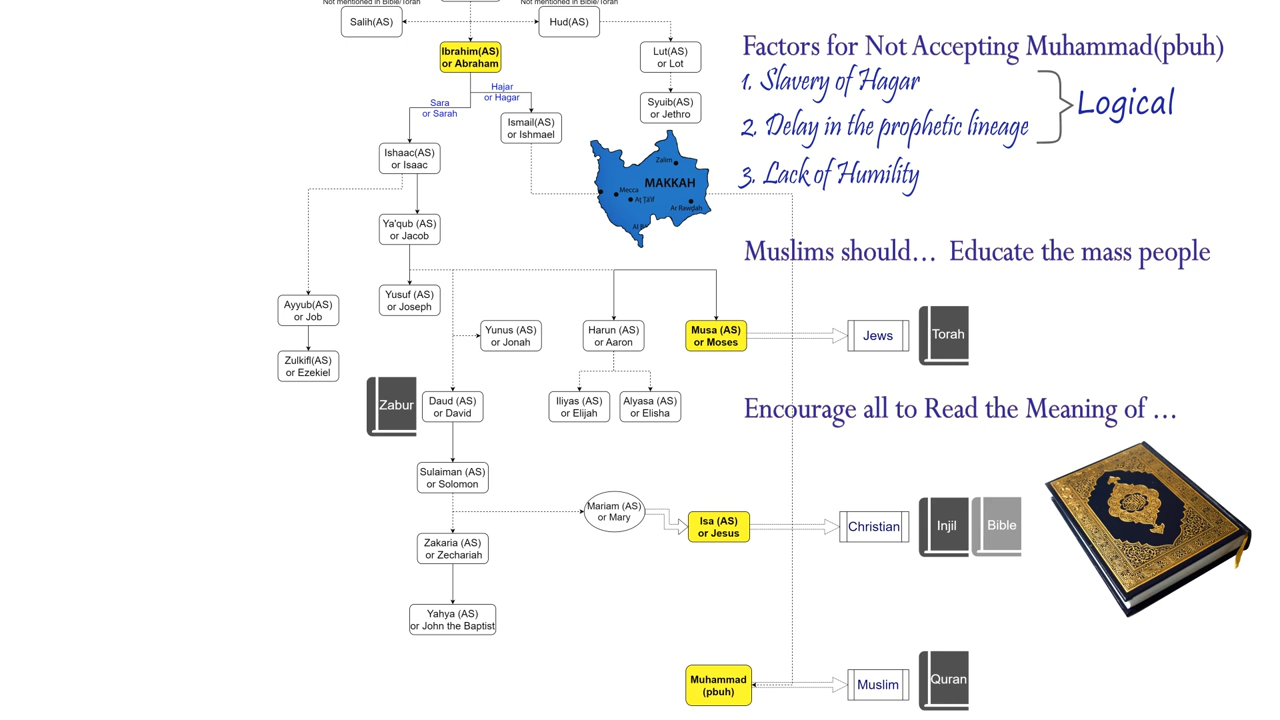 Not mentioned in Bible/Torah
Not mentioned in Bible/Torah
Salih(AS)
Hud(AS)
Ibrahim(AS)
or Abraham
Lut(AS)
or Lot
Sara
or Sarah
Hajar
or Hagar
Ismail(AS)
or Ishmael
Syuib(AS)
or Jethro
Ishaac(AS)
or Isaac
Zalim
MAKKAH
Mecca
At Ta'if
Ar Rawdah
Ya'qub (AS)
or Jacob
Yusuf (AS)
or Joseph
Ayyub(AS)
or Job
Zulkifl(AS)
or Ezekiel
Yunus (AS)
or Jonah
Harun (AS)
or Aaron
Musa (AS)
or Moses
Jews
Torah
Zabur
Daud (AS)
or David
Iliyas (AS)
or Elijah
Alyasa (AS)
or Elisha
Sulaiman (AS)
or Solomon
Mariam (AS)
or Mary
Isa (AS)
or Jesus
Christian
Injil
Bible
Zakaria (AS)
or Zechariah
Yahya (AS)
or John the Baptist
Muhammad
(pbuh)
Muslim
Quran
Factors for Not Accepting Muhammad(pbuh)
1. Slavery of Hagar
2. Delay in the prophetic lineage
Logical
3. Lack of Humility
Muslims should... Educate the mass people
Encourage all to Read the Meaning of ...